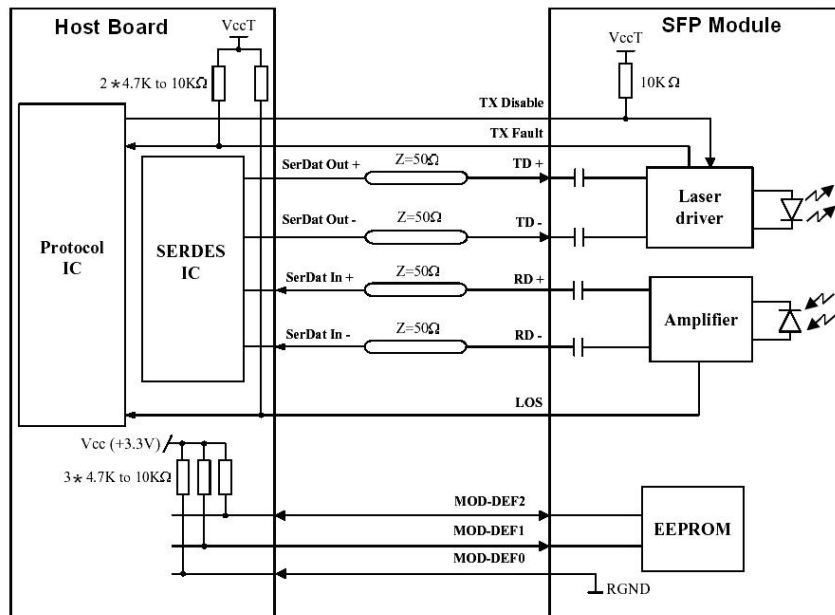 Host Board
SFP Module
VccT
VccT
2*4.7K to 10KΩ
10KΩ
TX Disable
TX Fault
SerDat Out +
Z=50Ω
TD +
SerDat Out -
Z=50Ω
TD -
Laser
driver
Protocol
IC
SERDES
IC
SerDat In +
Z=50Ω
RD +
SerDat In -
Z=50Ω
RD -
Amplifier
LOS
Vcc (+3.3V)
3*4.7K to 10KΩ
MOD-DEF2
MOD-DEF1
MOD-DEF0
EEPROM
RGND